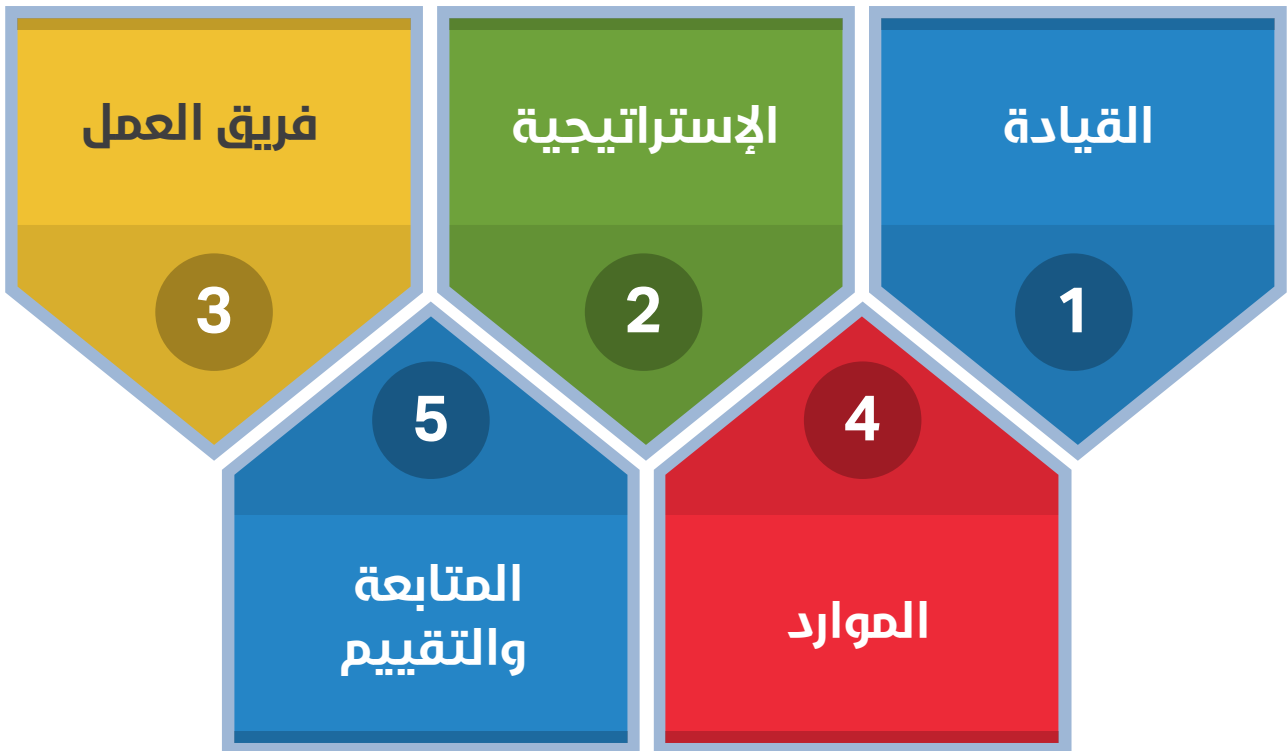 القيادة
1
الإستراتيجية
2
فريق العمل
3
الموارد
4
المتابعة
والتقييم
5